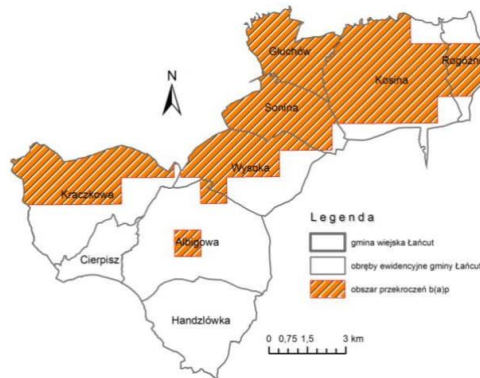 Głuchów
Kosina
Rogóżn
N
Sonina
Wysoka
Kraczkowa
Albigowa
Cierpisz
Handzlówka
Legenda
gmina wiejska Łańcut
obręby ewidencyjne gminy Łańcut
obszar przekroczeń b(a)p
0 0,75 1,5 3 km